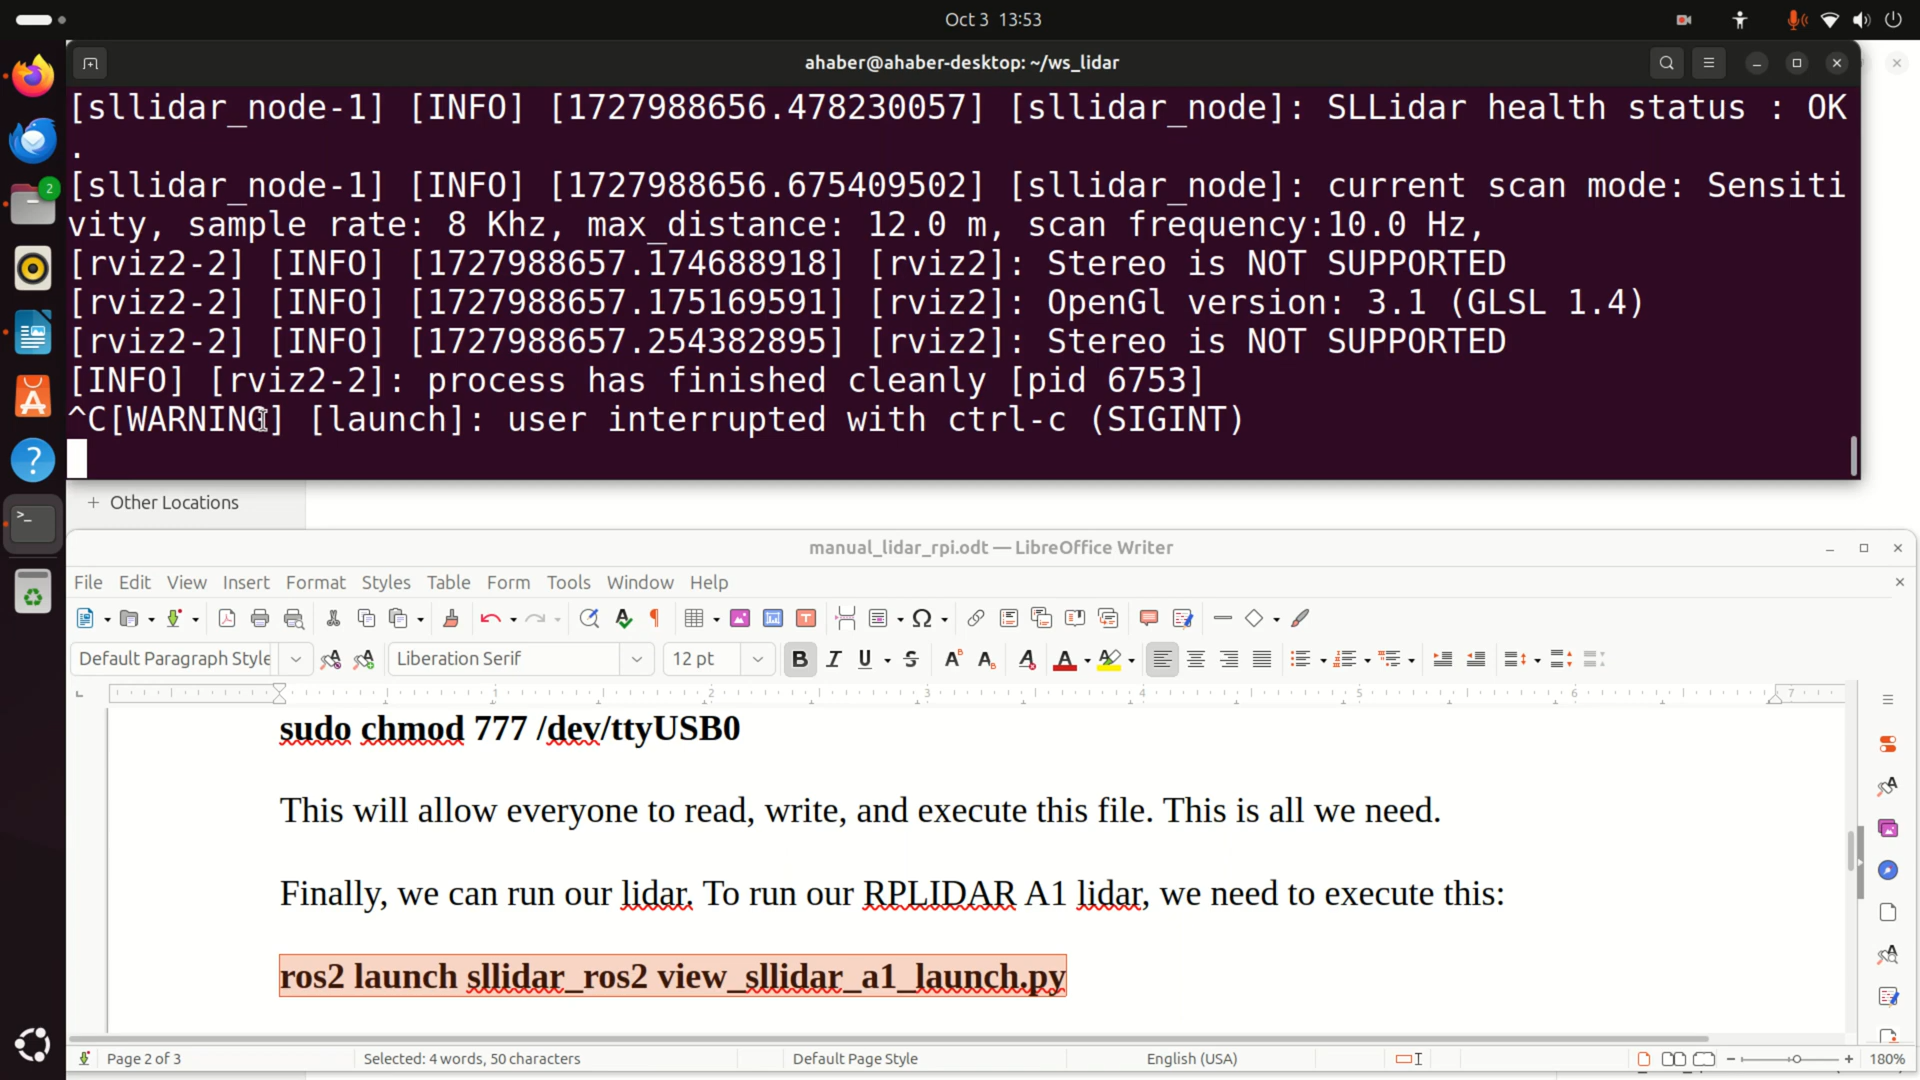 Oct 3 13:53
ahaber@ahaber-desktop: ~/ws_lidar
[sllidar_node-1] [INFO] [1727988656.478230057] [sllidar_node]: SLLidar health status : OK
.
[sllidar_node-1] [INFO] [1727988656.675409502] [sllidar_node]: current scan mode: Sensiti
vity, sample rate: 8 Khz, max_distance: 12.0 m, scan frequency:10.0 Hz,
[rviz2-2] [INFO] [1727988657.174688918] [rviz2]: Stereo is NOT SUPPORTED
[rviz2-2] [INFO] [1727988657.175169591] [rviz2]: OpenGl version: 3.1 (GLSL 1.4)
[rviz2-2] [INFO] [1727988657.254382895] [rviz2]: Stereo is NOT SUPPORTED
[INFO] [rviz2-2]: process has finished cleanly [pid 6753]
^C[WARNING] [launch]: user interrupted with ctrl-c (SIGINT)
2
+ Other Locations
manual_lidar_rpi.odt — LibreOffice Writer
File Edit View Insert Format Styles Table Form Tools Window Help
Default Paragraph Style Liberation Serif 12 pt
1 2 3 4 5 6 7
sudo chmod 777 /dev/ttyUSB0
This will allow everyone to read, write, and execute this file. This is all we need.
Finally, we can run our lidar. To run our RPLIDAR A1 lidar, we need to execute this:
ros2 launch sllidar_ros2 view_sllidar_a1_launch.py
Page 2 of 3 Selected: 4 words, 50 characters Default Page Style English (USA) 180%